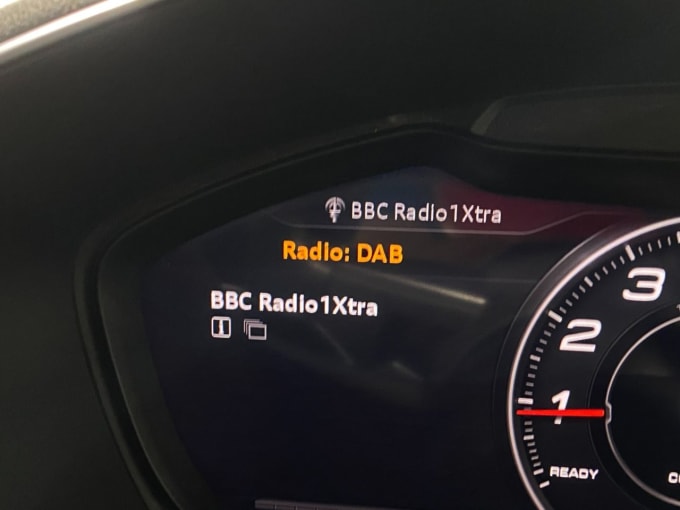 BBC Radio1Xtra
Radio: DAB
BBC Radio1Xtra
3
2
1
READY